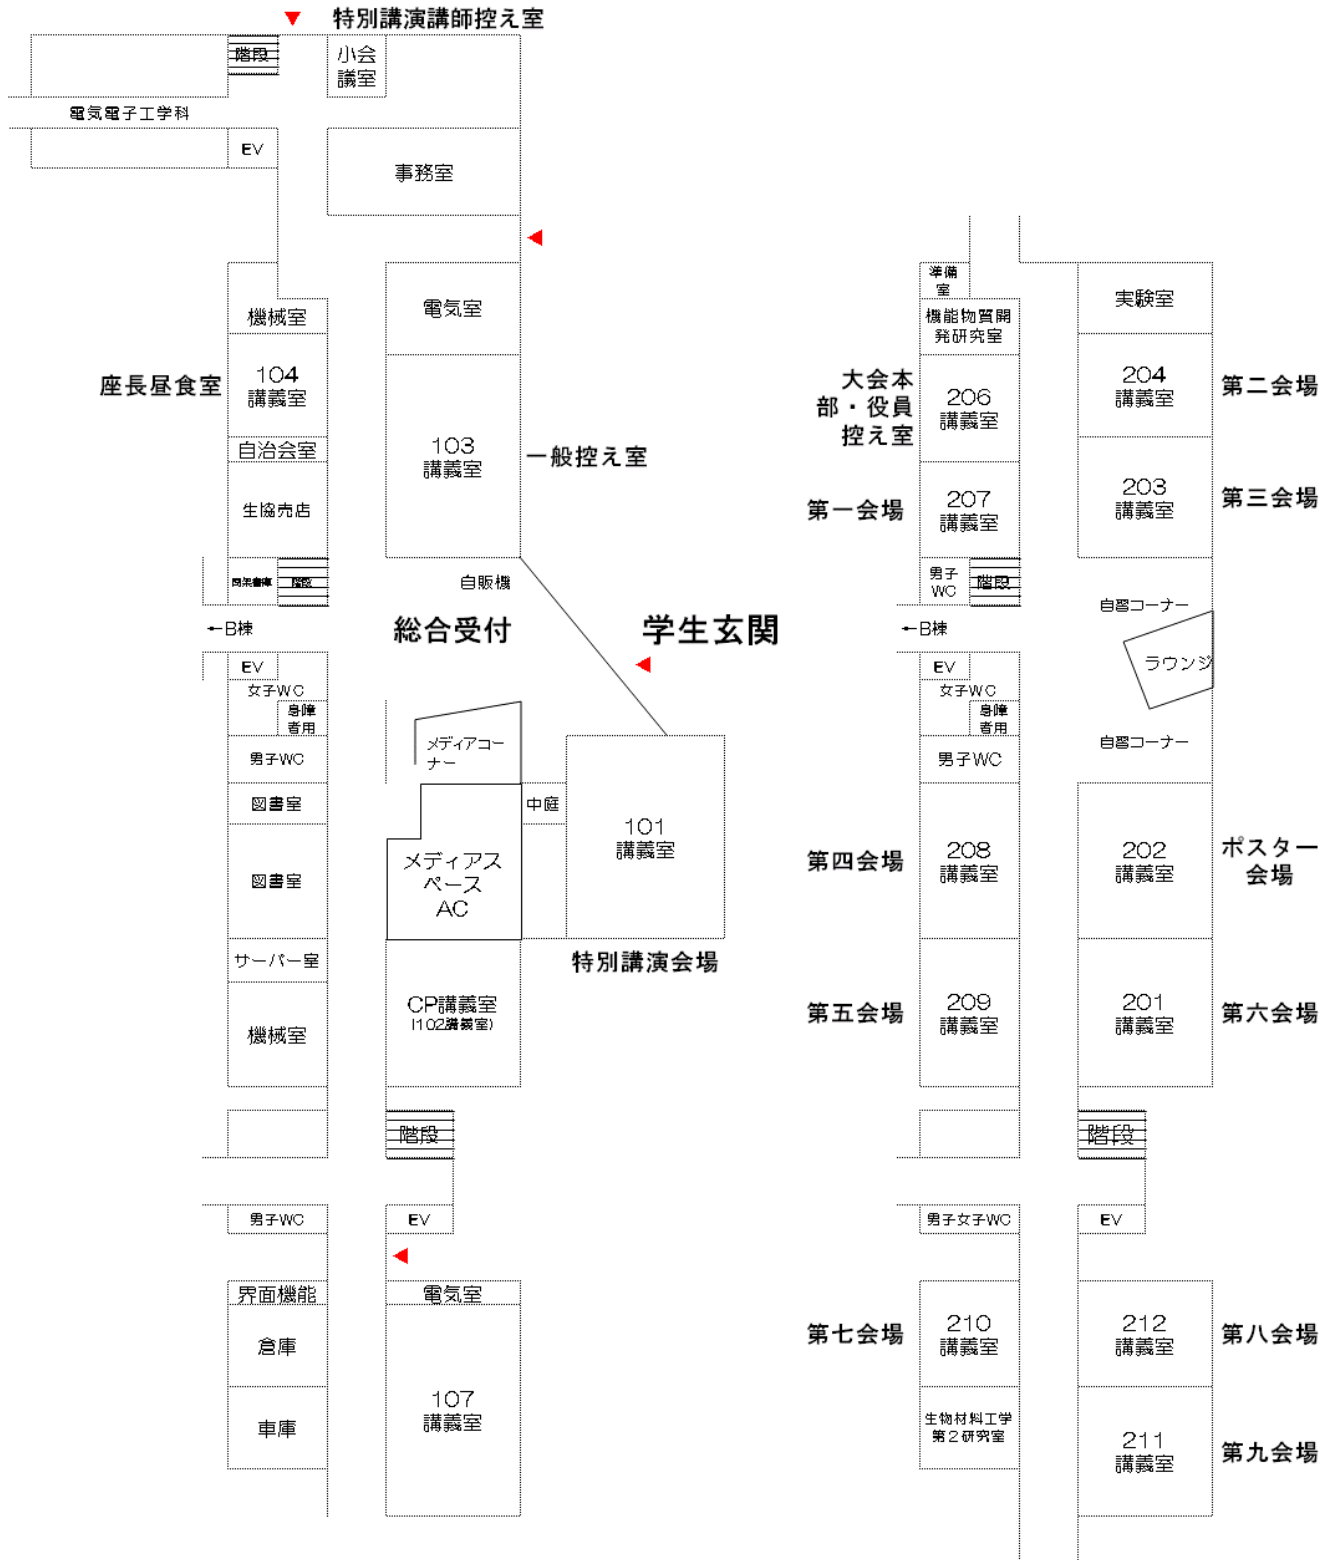 特別講演講師控え室
階段
小会
議室
電気電子工学科
EV
事務室
機械室
電気室
座長昼食室
104
講義室
103
講義室
一般控え室
自治会室
生協売店
階段
自販機
←B棟
総合受付
学生玄関
EV
女子WC
身障
者用
メディアコー
ナー
男子WC
図書室
中庭
101
講義室
図書室
メディアス
ペース
AC
サーバー室
特別講演会場
CP講義室
(102講義室)
機械室
階段
男子WC
EV
界面機能
電気室
倉庫
107
講義室
車庫
準備
室
実験室
機能物質開
発研究室
大会本
部・役員
控え室
206
講義室
204
講義室
第二会場
第一会場
207
講義室
203
講義室
第三会場
男子
WC
階段
自習コーナー
←B棟
ラウンジ
EV
女子WC
身障
者用
自習コーナー
男子WC
第四会場
208
講義室
202
講義室
ポスター
会場
第五会場
209
講義室
201
講義室
第六会場
階段
男子女子WC
EV
第七会場
210
講義室
212
講義室
第八会場
生物材料工学
第2研究室
211
講義室
第九会場